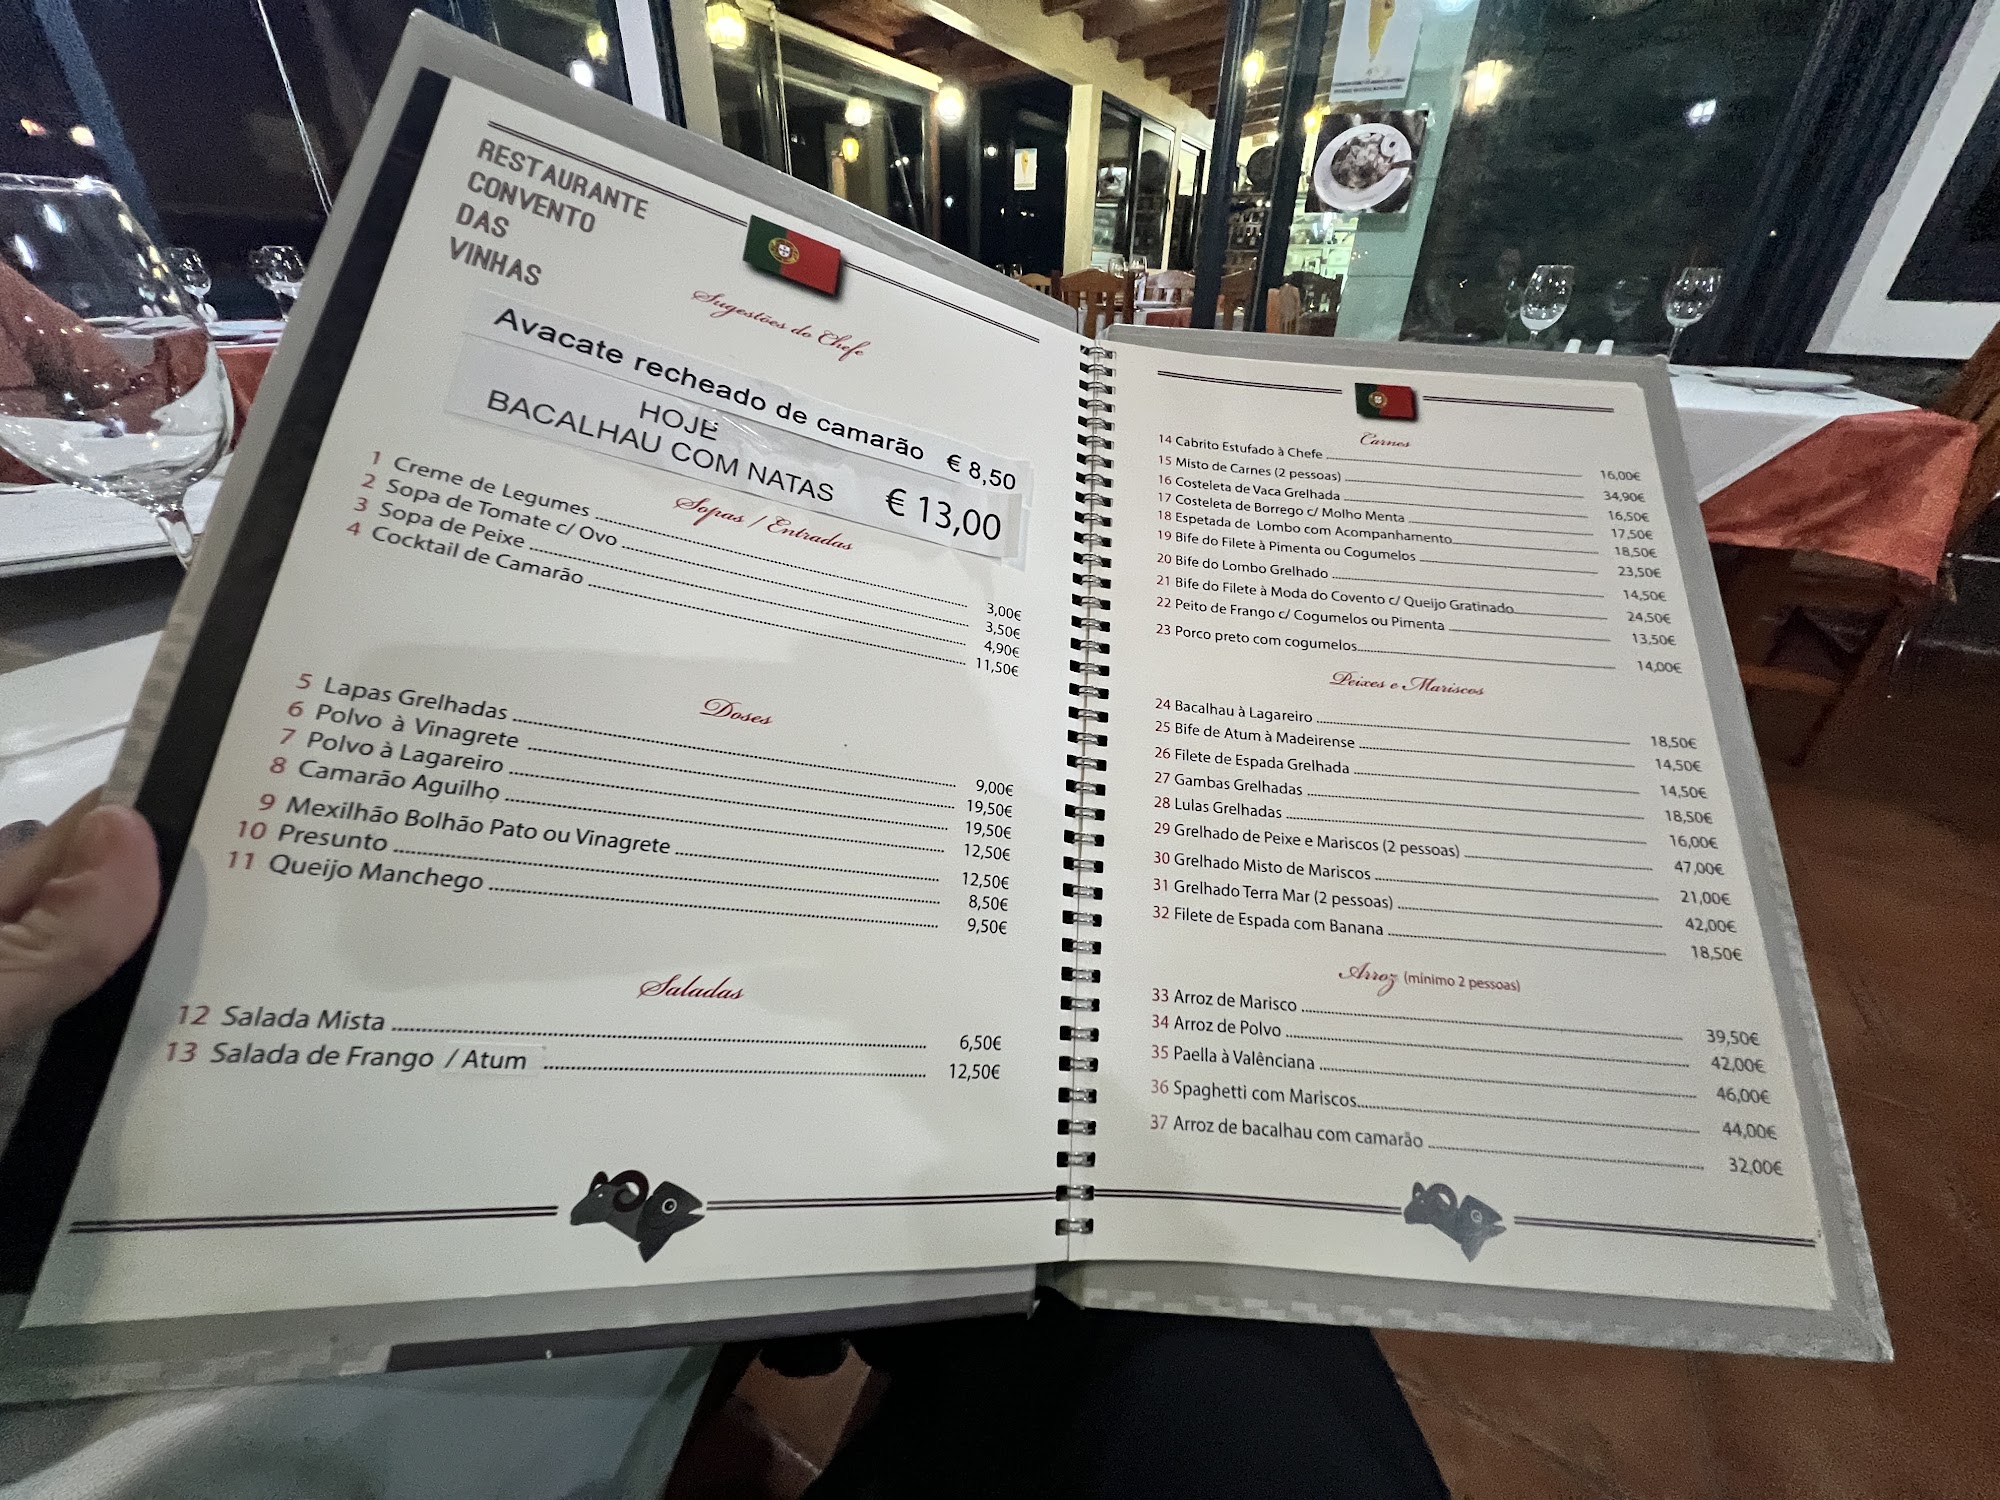 RESTAURANTE
CONVENTO
DAS
VINHAS
Sugestões do Chefe
Avacate recheado de camarão € 8,50
HOJE
BACALHAU COM NATAS € 13,00
Sopas / Entradas
1 Creme de Legumes 3,00€
2 Sopa de Tomate c/ Ovo 3,50€
3 Sopa de Peixe 4,90€
4 Cocktail de Camarão 11,50€
Doses
5 Lapas Grelhadas 9,00€
6 Polvo à Vinagrete 19,50€
7 Polvo à Lagareiro 19,50€
8 Camarão Aguilho 12,50€
9 Mexilhão Bolhão Pato ou Vinagrete 12,50€
10 Presunto 8,50€
11 Queijo Manchego 9,50€
Saladas
12 Salada Mista 6,50€
13 Salada de Frango / Atum 12,50€
Carnes
14 Cabrito Estufado à Chefe 16,00€
15 Misto de Carnes (2 pessoas) 34,90€
16 Costeleta de Vaca Grelhada 16,50€
17 Costeleta de Borrego c/ Molho Menta 17,50€
18 Espetada de Lombo com Acompanhamento 18,50€
19 Bife do Filete à Pimenta ou Cogumelos 23,50€
20 Bife do Lombo Grelhado 14,50€
21 Bife do Filete à Moda do Covento c/ Queijo Gratinado 24,50€
22 Peito de Frango c/ Cogumelos ou Pimenta 13,50€
23 Porco preto com cogumelos 14,00€
Peixes e Mariscos
24 Bacalhau à Lagareiro 18,50€
25 Bife de Atum à Madeirense 14,50€
26 Filete de Espada Grelhada 14,50€
27 Gambas Grelhadas 18,50€
28 Lulas Grelhadas 16,00€
29 Grelhado de Peixe e Mariscos (2 pessoas) 47,00€
30 Grelhado Misto de Mariscos 21,00€
31 Grelhado Terra Mar (2 pessoas) 42,00€
32 Filete de Espada com Banana 18,50€
Arroz (mínimo 2 pessoas)
33 Arroz de Marisco 39,50€
34 Arroz de Polvo 42,00€
35 Paella à Valênciana 46,00€
36 Spaghetti com Mariscos 44,00€
37 Arroz de bacalhau com camarão 32,00€